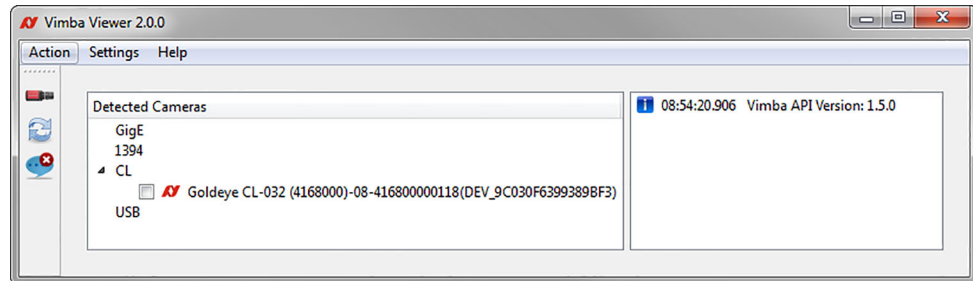 Vimba Viewer 2.0.0
Action Settings Help
Detected Cameras
GigE
1394
CL
Goldeye CL-032 (4168000)-08-416800000118(DEV_9C030F6399389BF3)
USB
08:54:20.906 Vimba API Version: 1.5.0